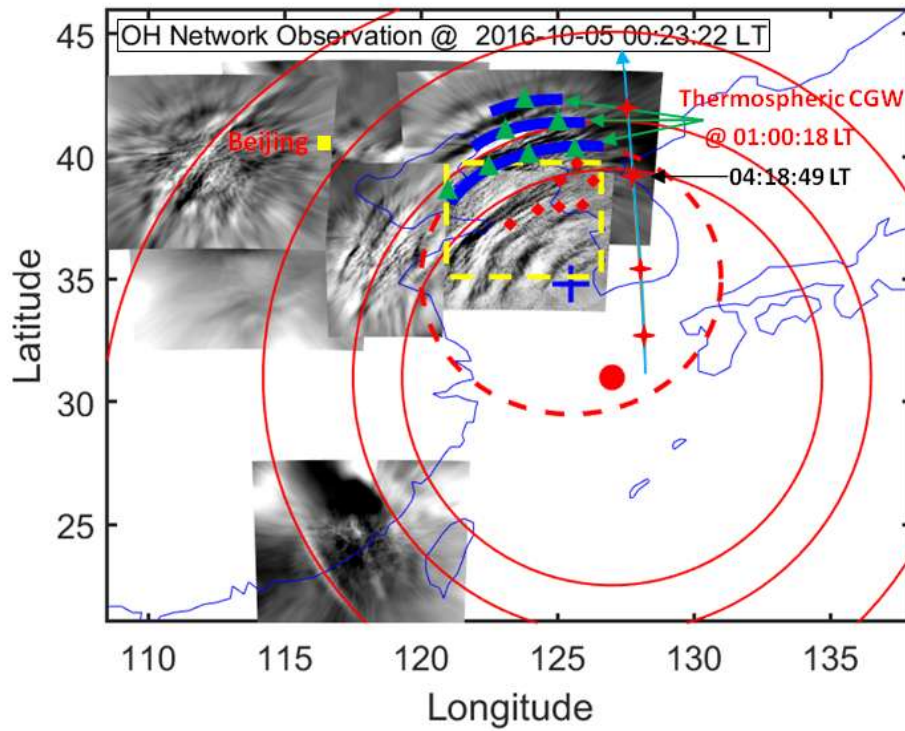 OH Network Observation @ 2016-10-05 00:23:22 LT
Thermospheric CGW
@ 01:00:18 LT
Beijing
04:18:49 LT
45
40
35
30
25
Latitude
110 115 120 125 130 135
Longitude